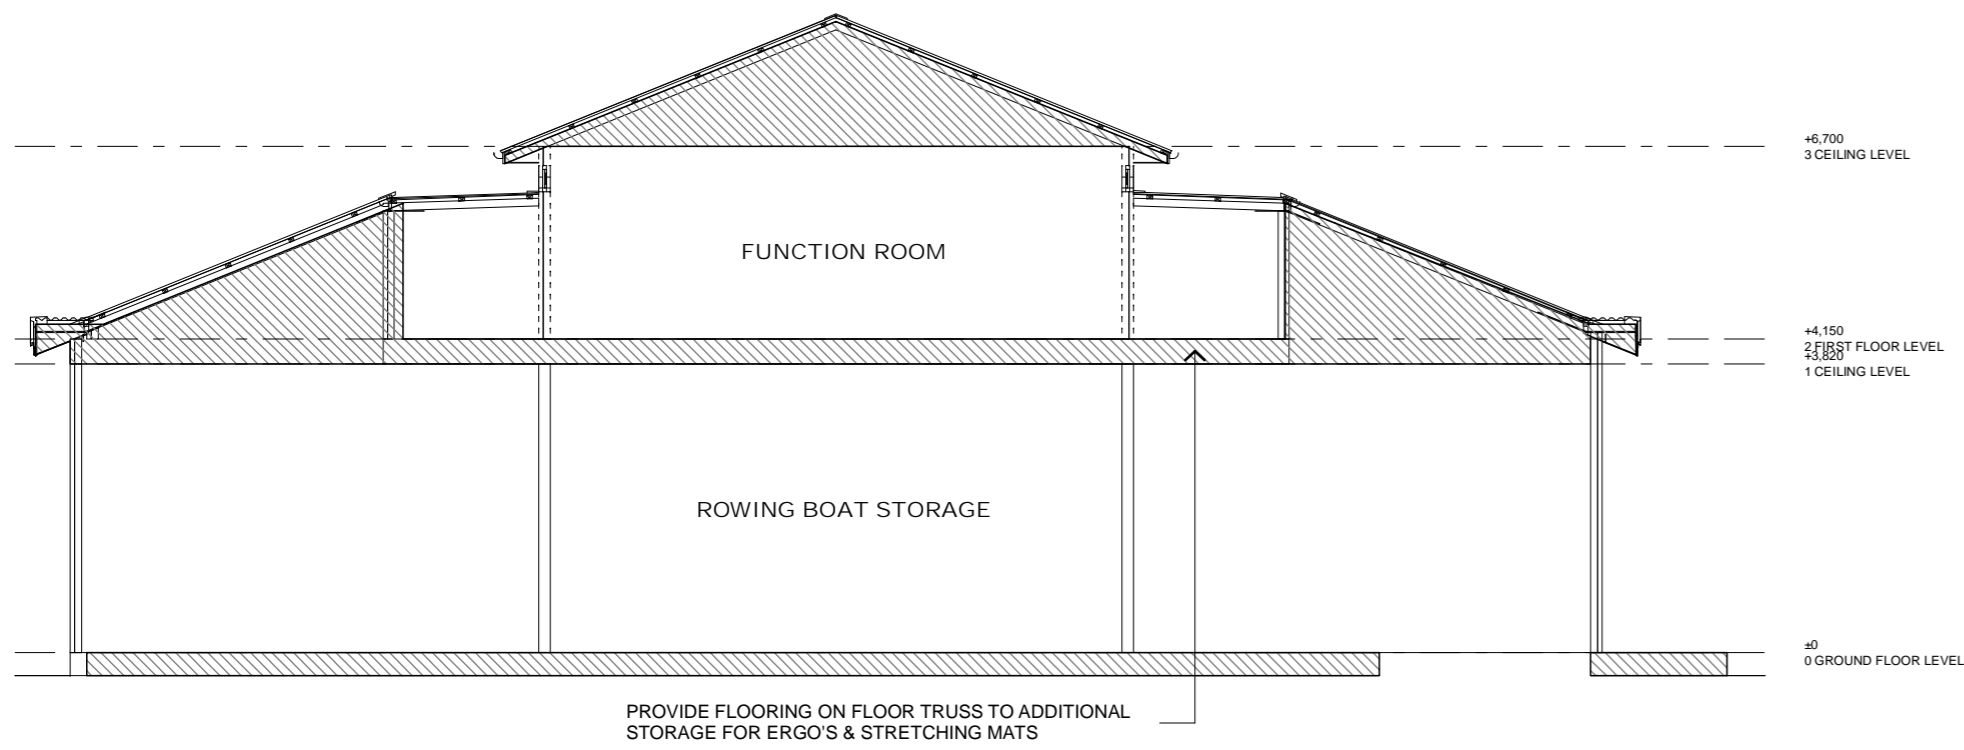 +6,700
3 CEILING LEVEL
FUNCTION ROOM
+4,150
2 FIRST FLOOR LEVEL
+3,820
1 CEILING LEVEL
ROWING BOAT STORAGE
±0
0 GROUND FLOOR LEVEL
PROVIDE FLOORING ON FLOOR TRUSS TO ADDITIONAL
STORAGE FOR ERGO'S & STRETCHING MATS